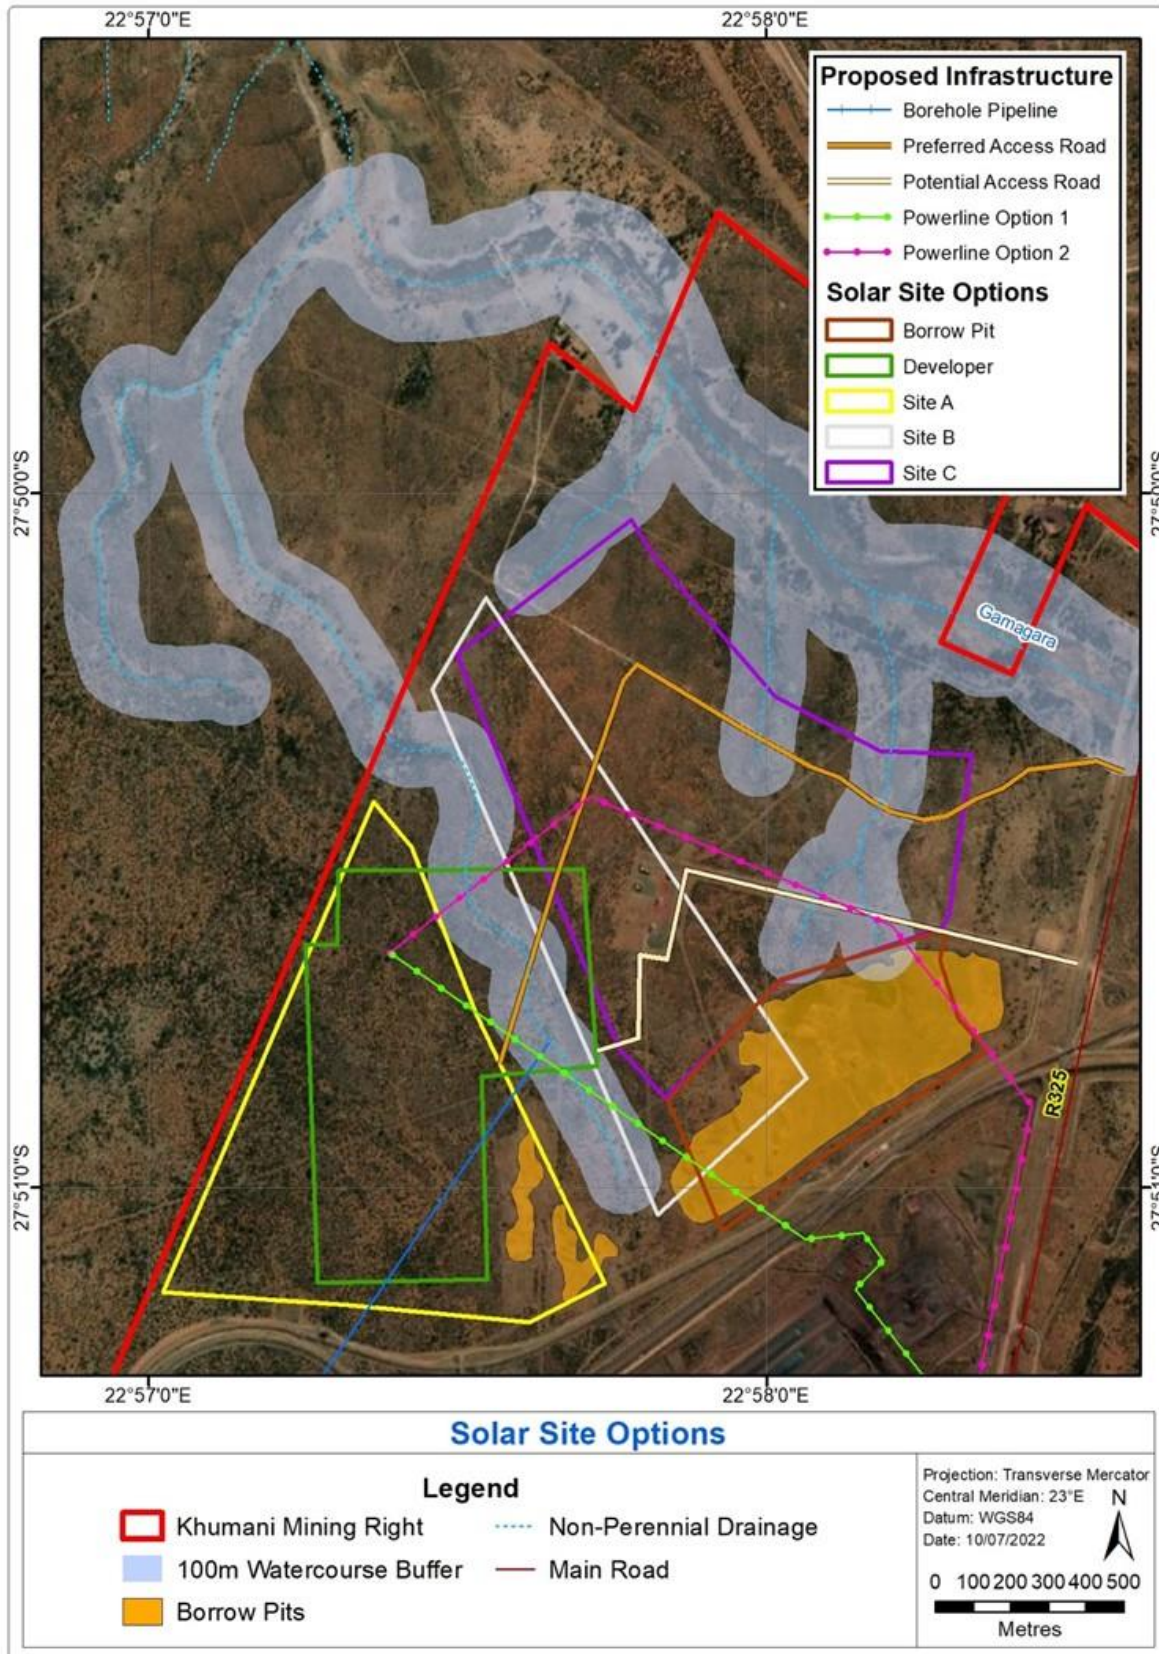 22°57'0"E
22°58'0"E
Proposed Infrastructure
Borehole Pipeline
Preferred Access Road
Potential Access Road
Powerline Option 1
Powerline Option 2
Solar Site Options
Borrow Pit
Developer
Site A
Site B
Site C
27°50'0"S
Gamagara
R325
27°51'0"S
22°57'0"E
22°58'0"E
Solar Site Options
Legend
Khumani Mining Right
Non-Perennial Drainage
100m Watercourse Buffer
Main Road
Borrow Pits
Projection: Transverse Mercator
Central Meridian: 23°E
Datum: WGS84
Date: 10/07/2022
N
0 100 200 300 400 500
Metres